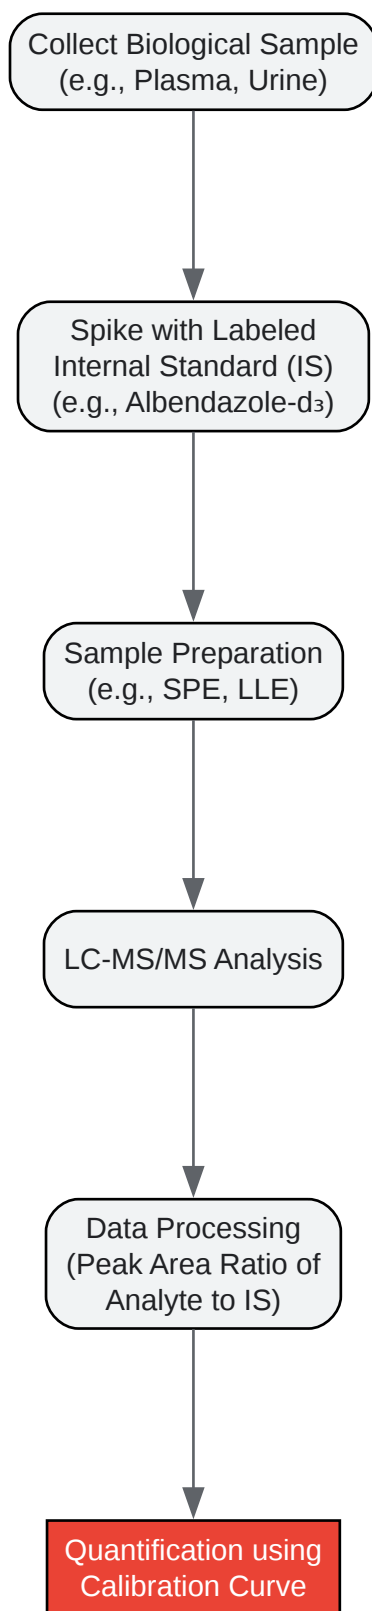 Collect Biological Sample
(e.g., Plasma, Urine)
Spike with Labeled
Internal Standard (IS)
(e.g., Albendazole-d₃)
Sample Preparation
(e.g., SPE, LLE)
LC-MS/MS Analysis
Data Processing
(Peak Area Ratio of
Analyte to IS)
Quantification using
Calibration Curve